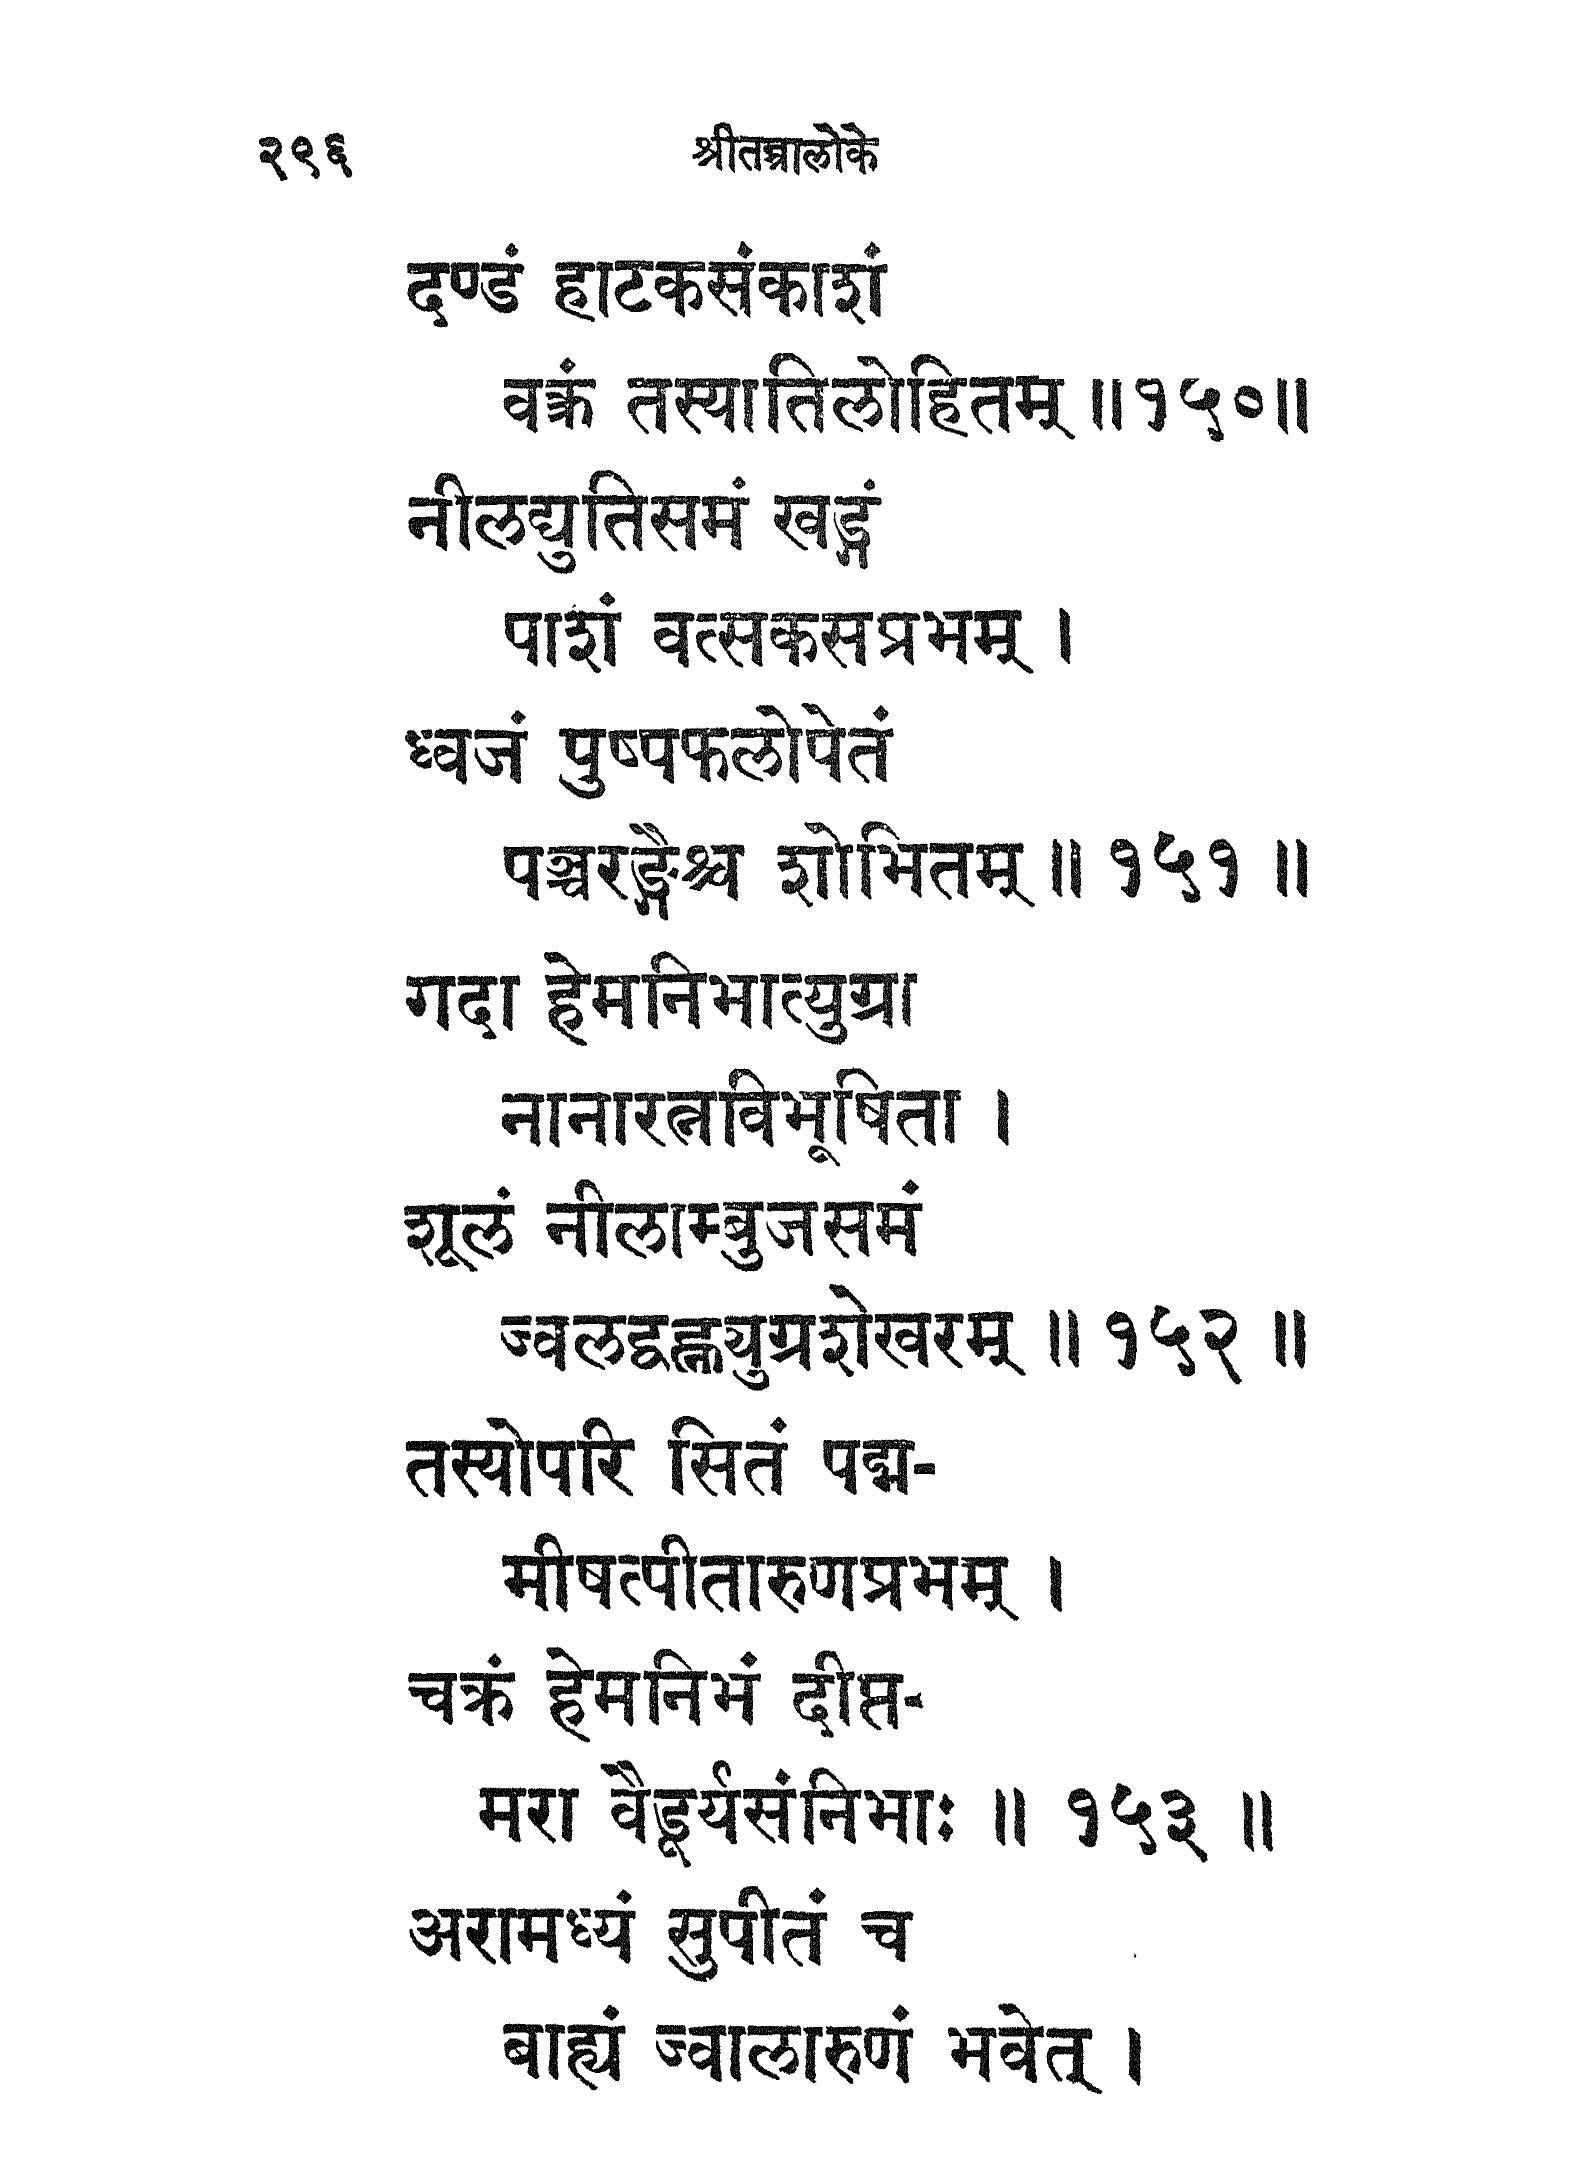 २९६ श्रीतन्त्रालोके
दण्डं हाटकसंकाशं
वक्रं तस्यातिलोहितम् ॥१५०॥
नीलद्युतिसमं खड्गं
पाशं वत्सकसप्रभम् ।
ध्वजं पुष्पफलोपेतं
पञ्चरङ्गैश्च शोभितम् ॥ १५१ ॥
गदा हेमनिभात्युग्रा
नानारत्नविभूषिता ।
शूलं नीलाम्बुजसमं
ज्वलद्वह्न्युग्रशेखरम् ॥ १५२ ॥
तस्योपरि सितं पद्म-
मीषत्पीतारुणप्रभम् ।
चक्रं हेमनिभं दीप्त-
मरा वैडूर्यसंनिभाः ॥ १५३ ॥
अरामध्यं सुपीतं च
बाह्यं ज्वालारुणं भवेत् ।